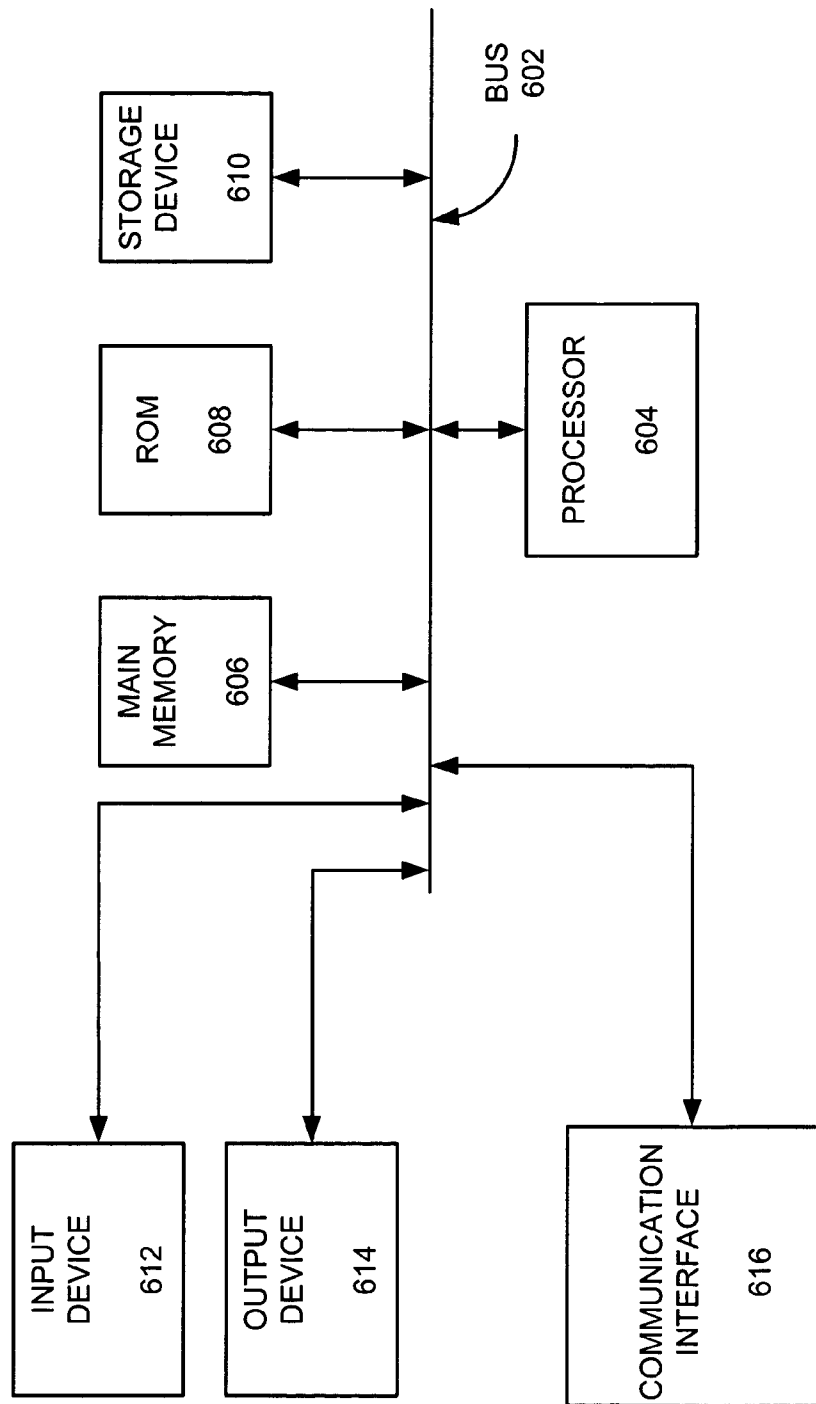 INPUT
DEVICE
612
OUTPUT
DEVICE
614
COMMUNICATION
INTERFACE
616
MAIN
MEMORY
606
ROM
608
STORAGE
DEVICE
610
PROCESSOR
604
BUS
602